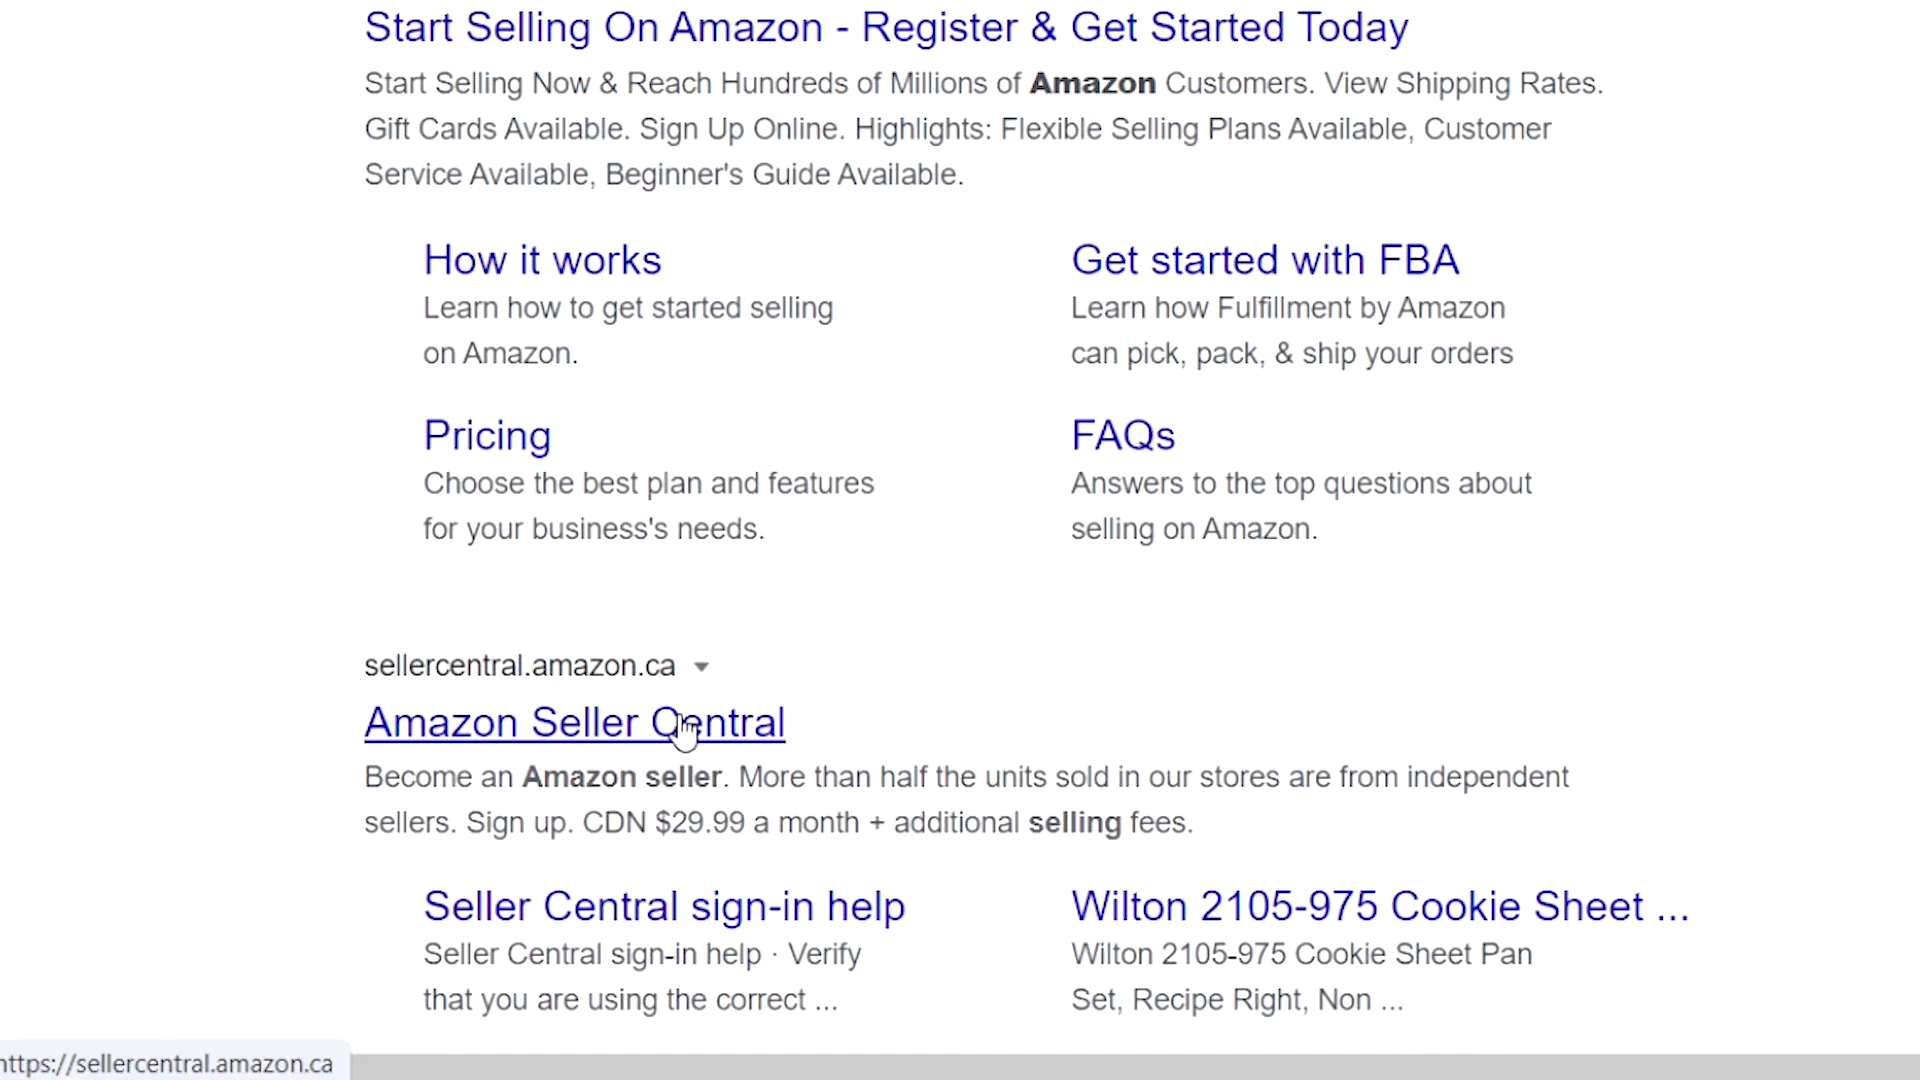 Start Selling On Amazon - Register & Get Started Today
Start Selling Now & Reach Hundreds of Millions of Amazon Customers. View Shipping Rates.
Gift Cards Available. Sign Up Online. Highlights: Flexible Selling Plans Available, Customer
Service Available, Beginner's Guide Available.
How it works
Learn how to get started selling
on Amazon.
Get started with FBA
Learn how Fulfillment by Amazon
can pick, pack, & ship your orders
Pricing
Choose the best plan and features
for your business's needs.
FAQs
Answers to the top questions about
selling on Amazon.
sellercentral.amazon.ca
Amazon Seller Central
Become an Amazon seller. More than half the units sold in our stores are from independent
sellers. Sign up. CDN $29.99 a month + additional selling fees.
Seller Central sign-in help
Seller Central sign-in help · Verify
that you are using the correct ...
Wilton 2105-975 Cookie Sheet ...
Wilton 2105-975 Cookie Sheet Pan
Set, Recipe Right, Non ...
https://sellercentral.amazon.ca